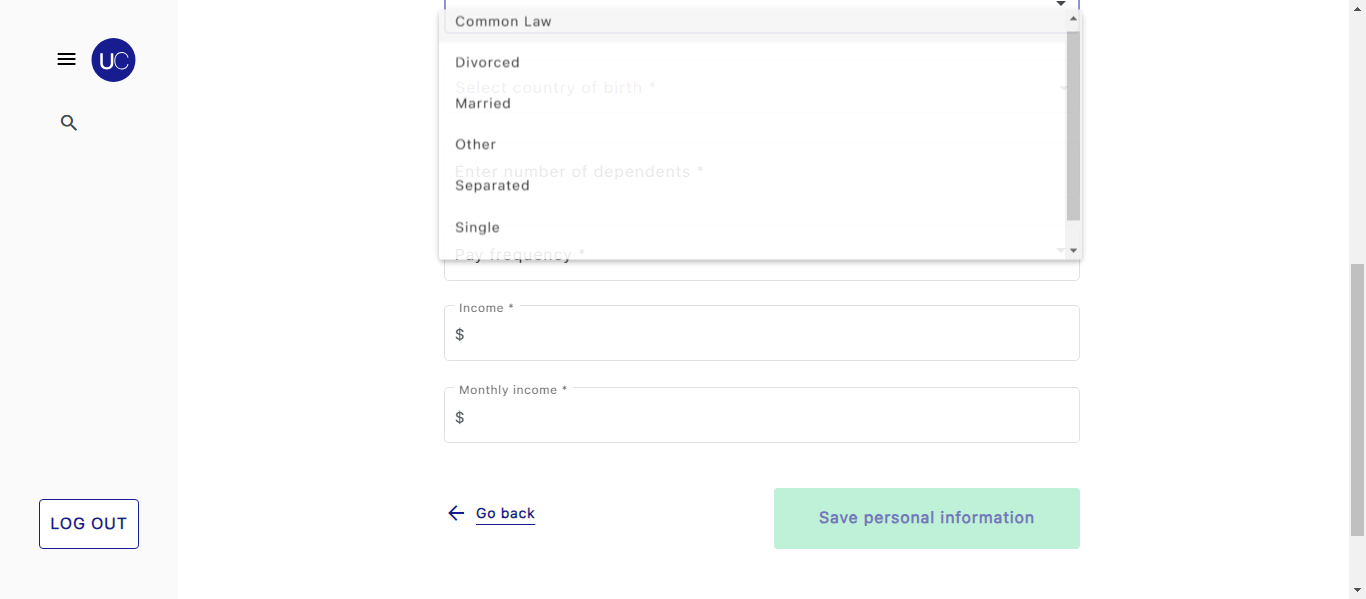 UC
Common Law
Divorced
Select country of birth *
Married
Other
Enter number of dependents *
Separated
Single
Pay frequency *
Income *
$
Monthly income *
$
Go back
Save personal information
LOG OUT